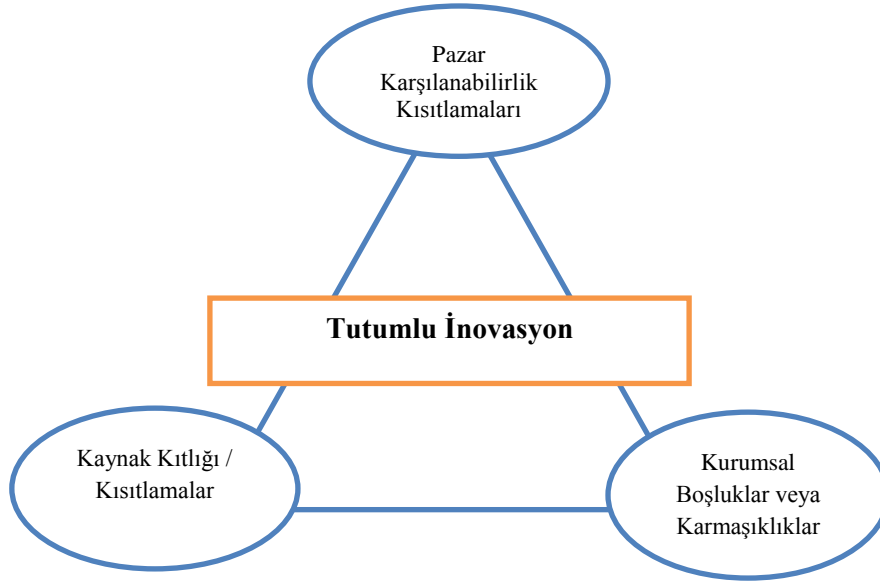 Pazar
Karşılanabilirlik
Kısıtlamaları
Tutumlu İnovasyon
Kaynak Kıtlığı /
Kısıtlamalar
Kurumsal
Boşluklar veya
Karmaşıklıklar